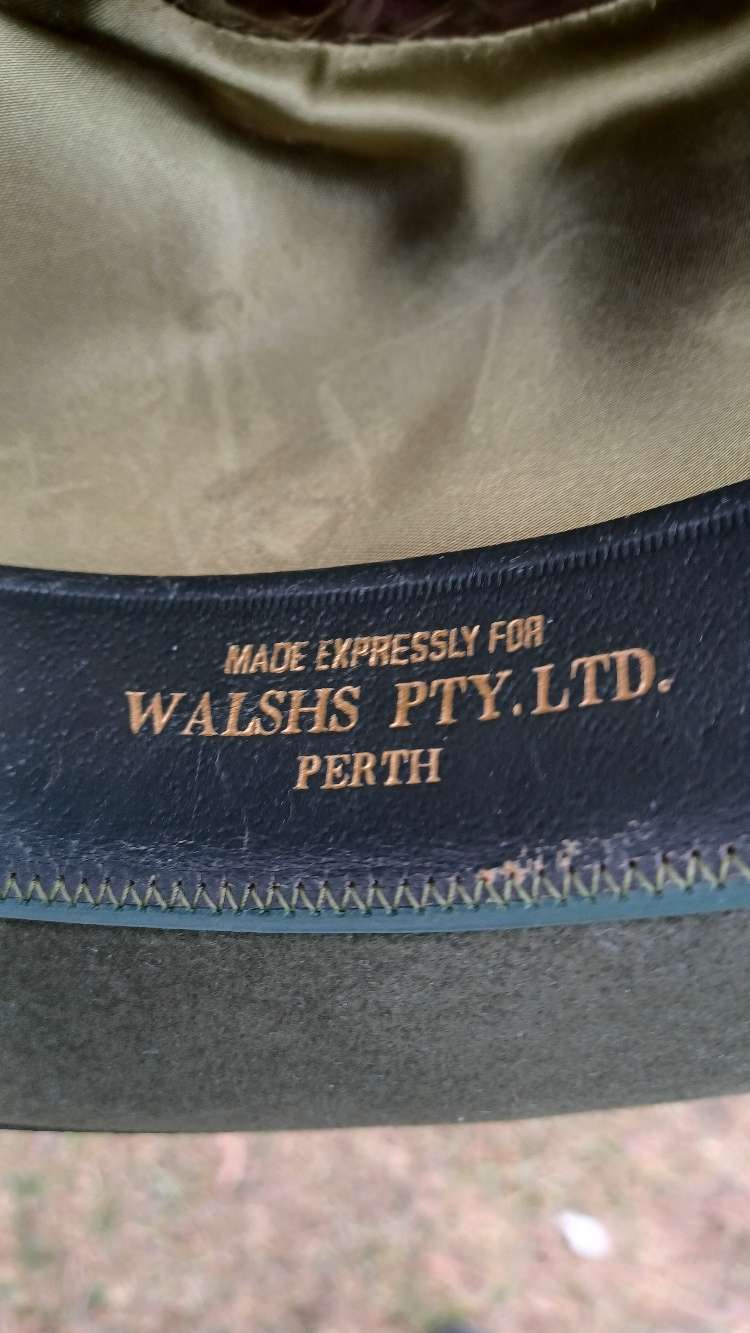 MADE EXPRESSLY FOR
WALSHS PTY. LTD.
PERTH